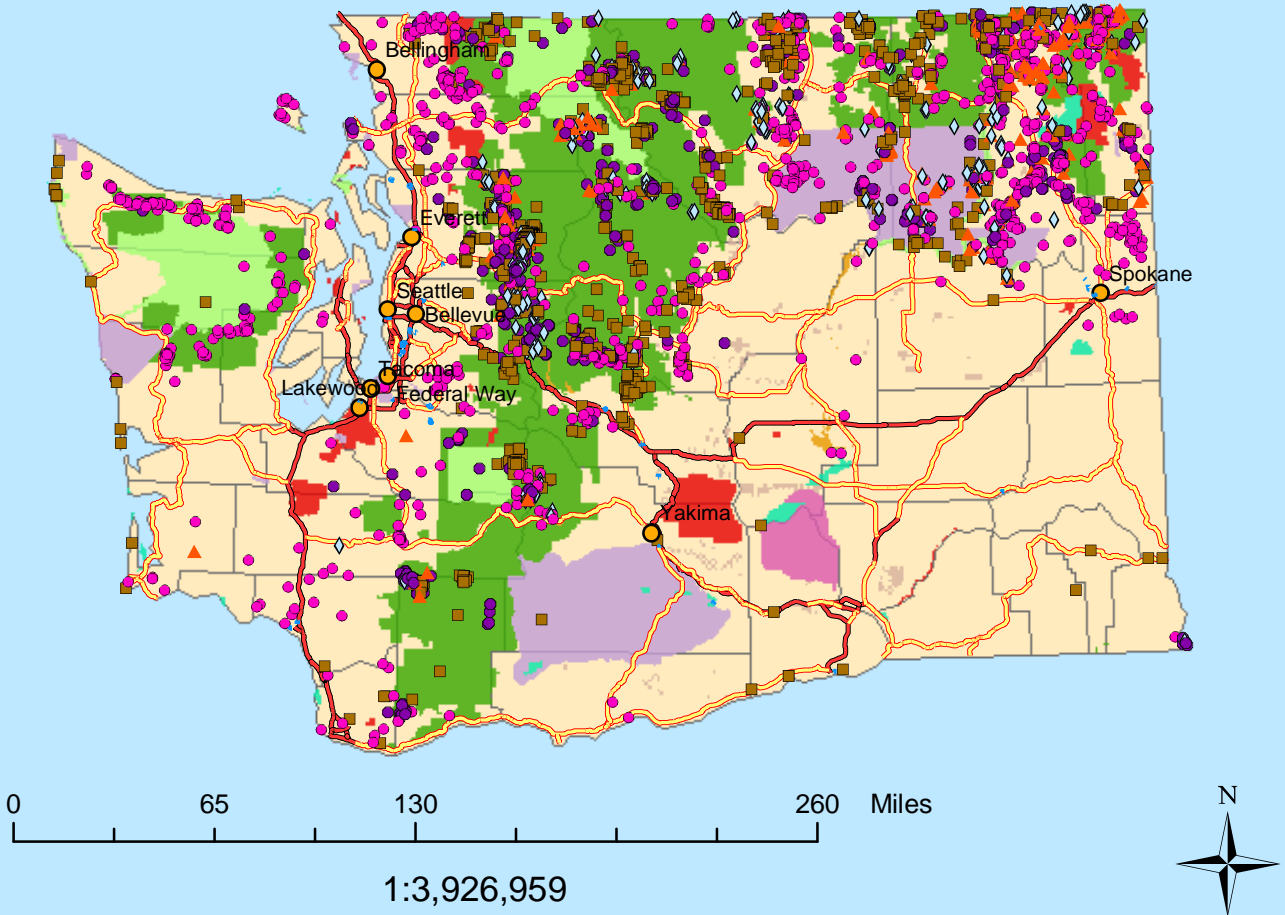 Bellingham
Everett
Seattle
Bellevue
Spokane
Tacoma
Lakewood
Federal Way
Yakima
0 65 130 260 Miles
N
1:3,926,959